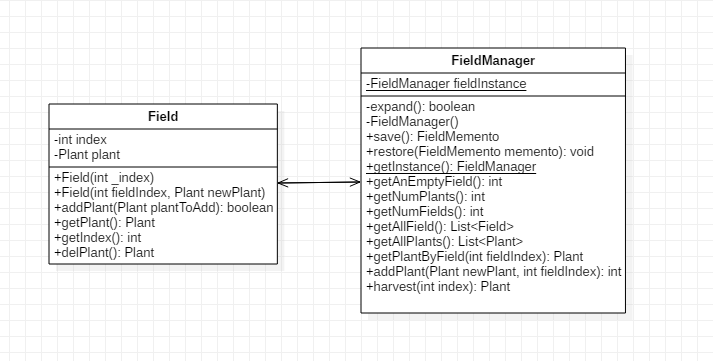 Field
-int index
-Plant plant
+Field(int _index)
+Field(int fieldIndex, Plant newPlant)
+addPlant(Plant plantToAdd): boolean
+getPlant(): Plant
+getIndex(): int
+delPlant(): Plant
FieldManager
-FieldManager fieldInstance
-expand(): boolean
-FieldManager()
+save(): FieldMemento
+restore(FieldMemento memento): void
+getInstance(): FieldManager
+getAnEmptyField(): int
+getNumPlants(): int
+getNumFields(): int
+getAllField(): List<Field>
+getAllPlants(): List<Plant>
+getPlantByField(int fieldIndex): Plant
+addPlant(Plant newPlant, int fieldIndex): int
+harvest(int index): Plant